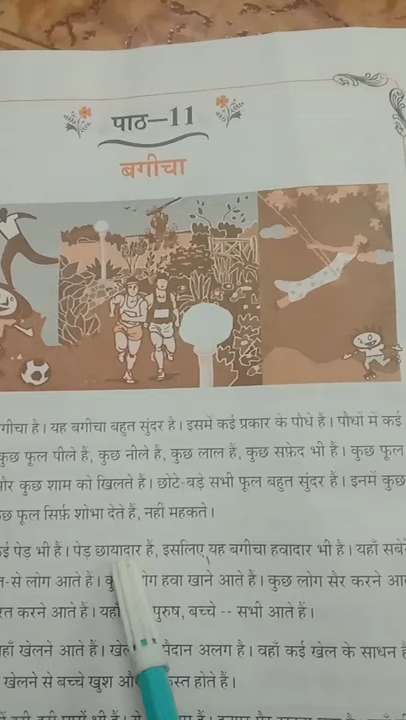 पाठ—11
बगीचा
गीचा है। यह बगीचा बहुत सुंदर है। इसमें कई प्रकार के पौधे हैं। पौधों में कई
कुछ फूल पीले हैं, कुछ नीले हैं, कुछ लाल हैं, कुछ सफ़ेद भी हैं। कुछ फूल
और कुछ शाम को खिलते हैं। छोटे-बड़े सभी फूल बहुत सुंदर हैं। इनमें कुछ
छ फूल सिर्फ़ शोभा देते हैं, नहीं महकते।
ई पेड़ भी हैं। पेड़ छायादार हैं, इसलिए यह बगीचा हवादार भी है। यहाँ सबे
त-से लोग आते हैं। लोग हवा खाने आते हैं। कुछ लोग सैर करने आ
रत करने आते हैं। पुरुष, बच्चे -- सभी आते हैं।
हाँ खेलने आते हैं। मैदान अलग है। वहाँ कई खेल के साधन है
खेलने से बच्चे खुश होते हैं।